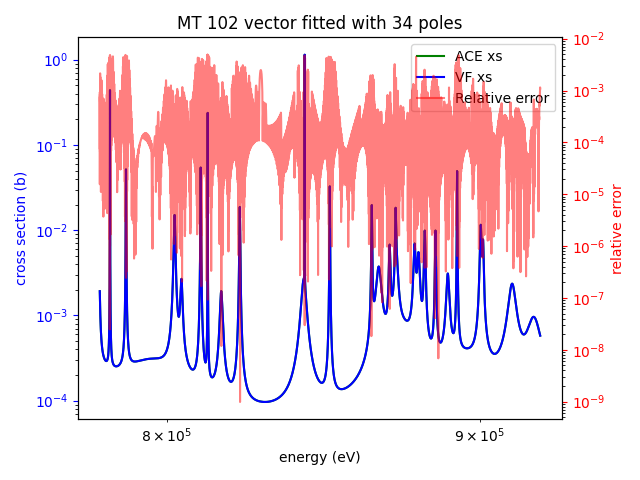 MT 102 vector fitted with 34 poles
ACE xs
VF xs
Relative error
cross section (b)
10⁰
10⁻¹
10⁻²
10⁻³
10⁻⁴
relative error
10⁻²
10⁻³
10⁻⁴
10⁻⁵
10⁻⁶
10⁻⁷
10⁻⁸
10⁻⁹
8 × 10⁵
9 × 10⁵
energy (eV)